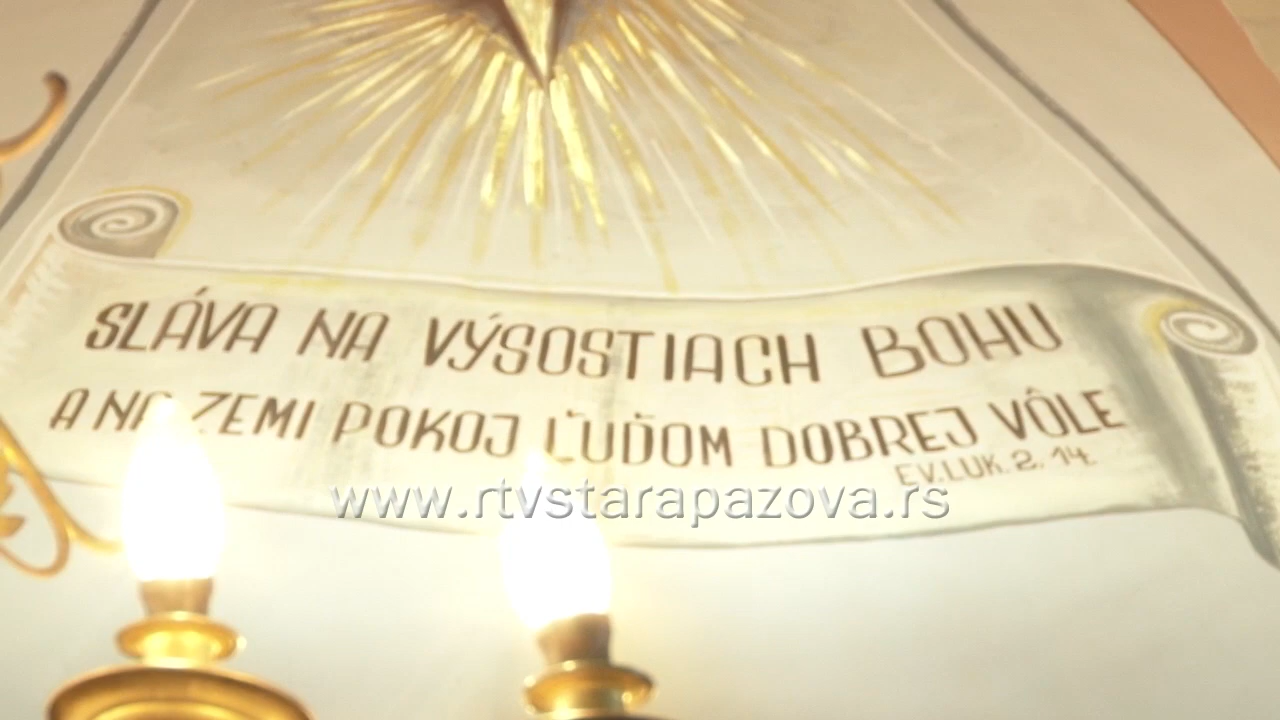 SLÁVA NA VÝSOSTIACH BOHU
A NA ZEMI POKOJ ĽUĎOM DOBREJ VÔLE
EV. LUK. 2. 14.
www.rtvstarapazova.rs